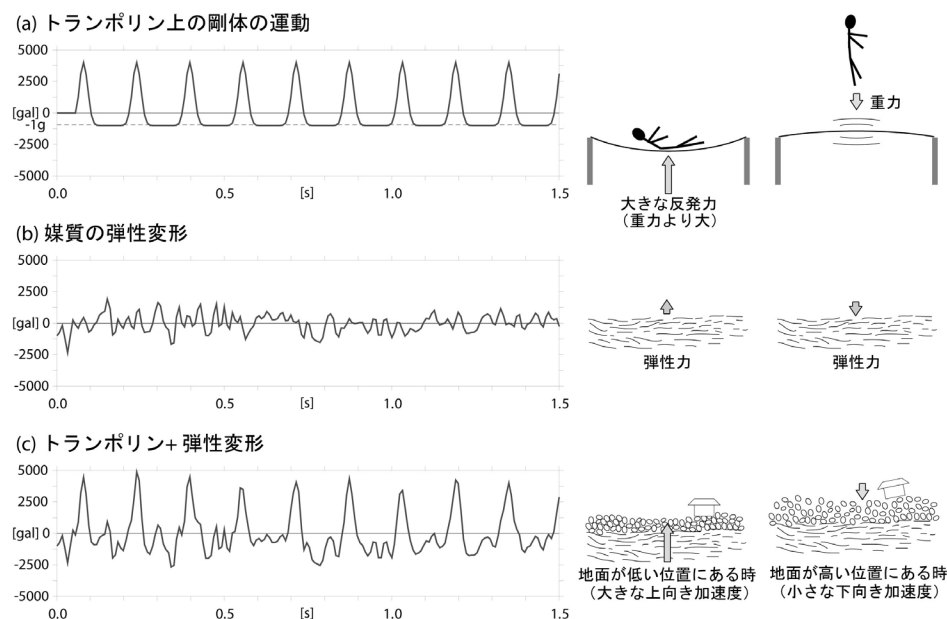 (a) トランポリン上の剛体の運動
5000
2500
[gal] 0
-1g
-2500
-5000
0.0 0.5 [s] 1.0 1.5
重力
大きな反発力
（重力より大）
(b) 媒質の弾性変形
5000
2500
[gal] 0
-2500
-5000
0.0 0.5 [s] 1.0 1.5
弾性力 弾性力
(c) トランポリン+ 弾性変形
5000
2500
[gal] 0
-2500
-5000
0.0 0.5 [s] 1.0 1.5
地面が低い位置にある時
（大きな上向き加速度）
地面が高い位置にある時
（小さな下向き加速度）